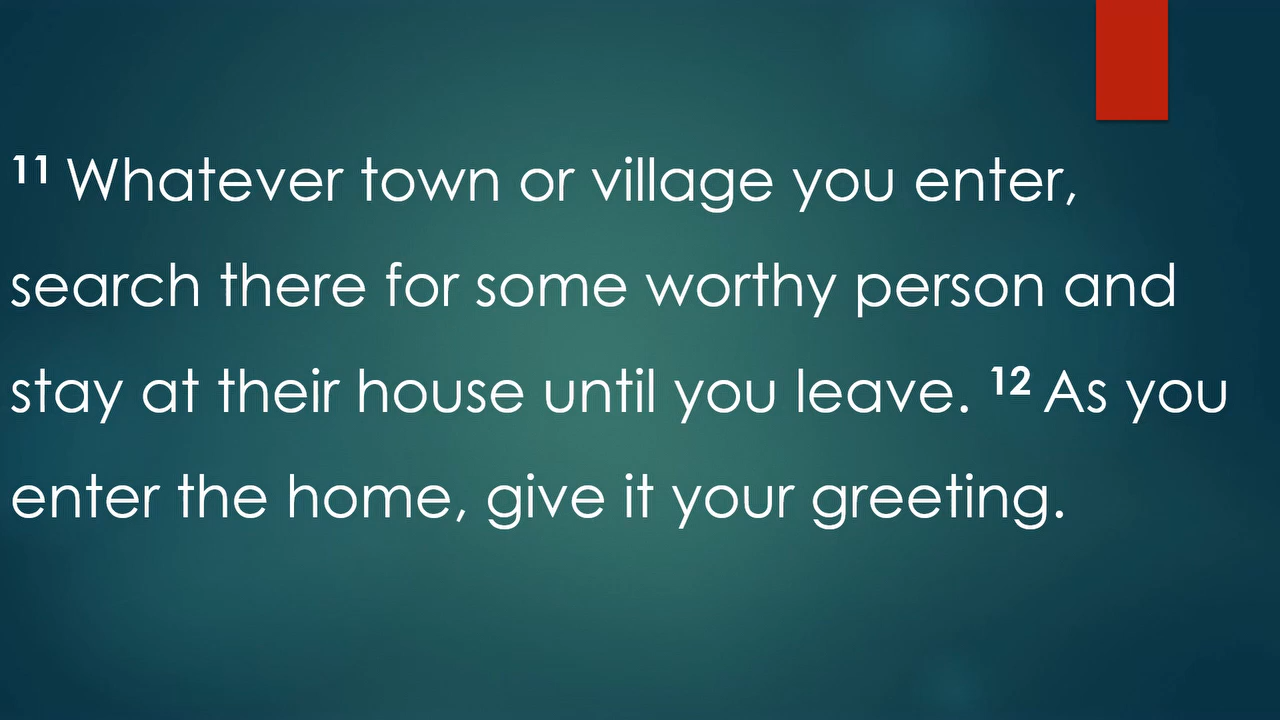 ¹¹ Whatever town or village you enter,
search there for some worthy person and
stay at their house until you leave. ¹² As you
enter the home, give it your greeting.